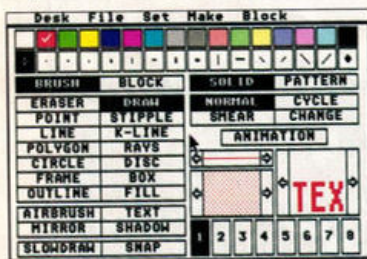 Desk File Set Make Block
BRUSH BLOCK SOLID PATTERN
ERASER DRAW NORMAL CYCLE
POINT STIPPLE SMEAR CHANGE
LINE K-LINE ANIMATION
POLYGON RAYS
CIRCLE DISC
FRAME BOX
OUTLINE FILL
TEX
AIRBRUSH TEXT
MIRROR SHADOW
1 2 3 4 5 6 7 8
SLOWDRAW SNAP